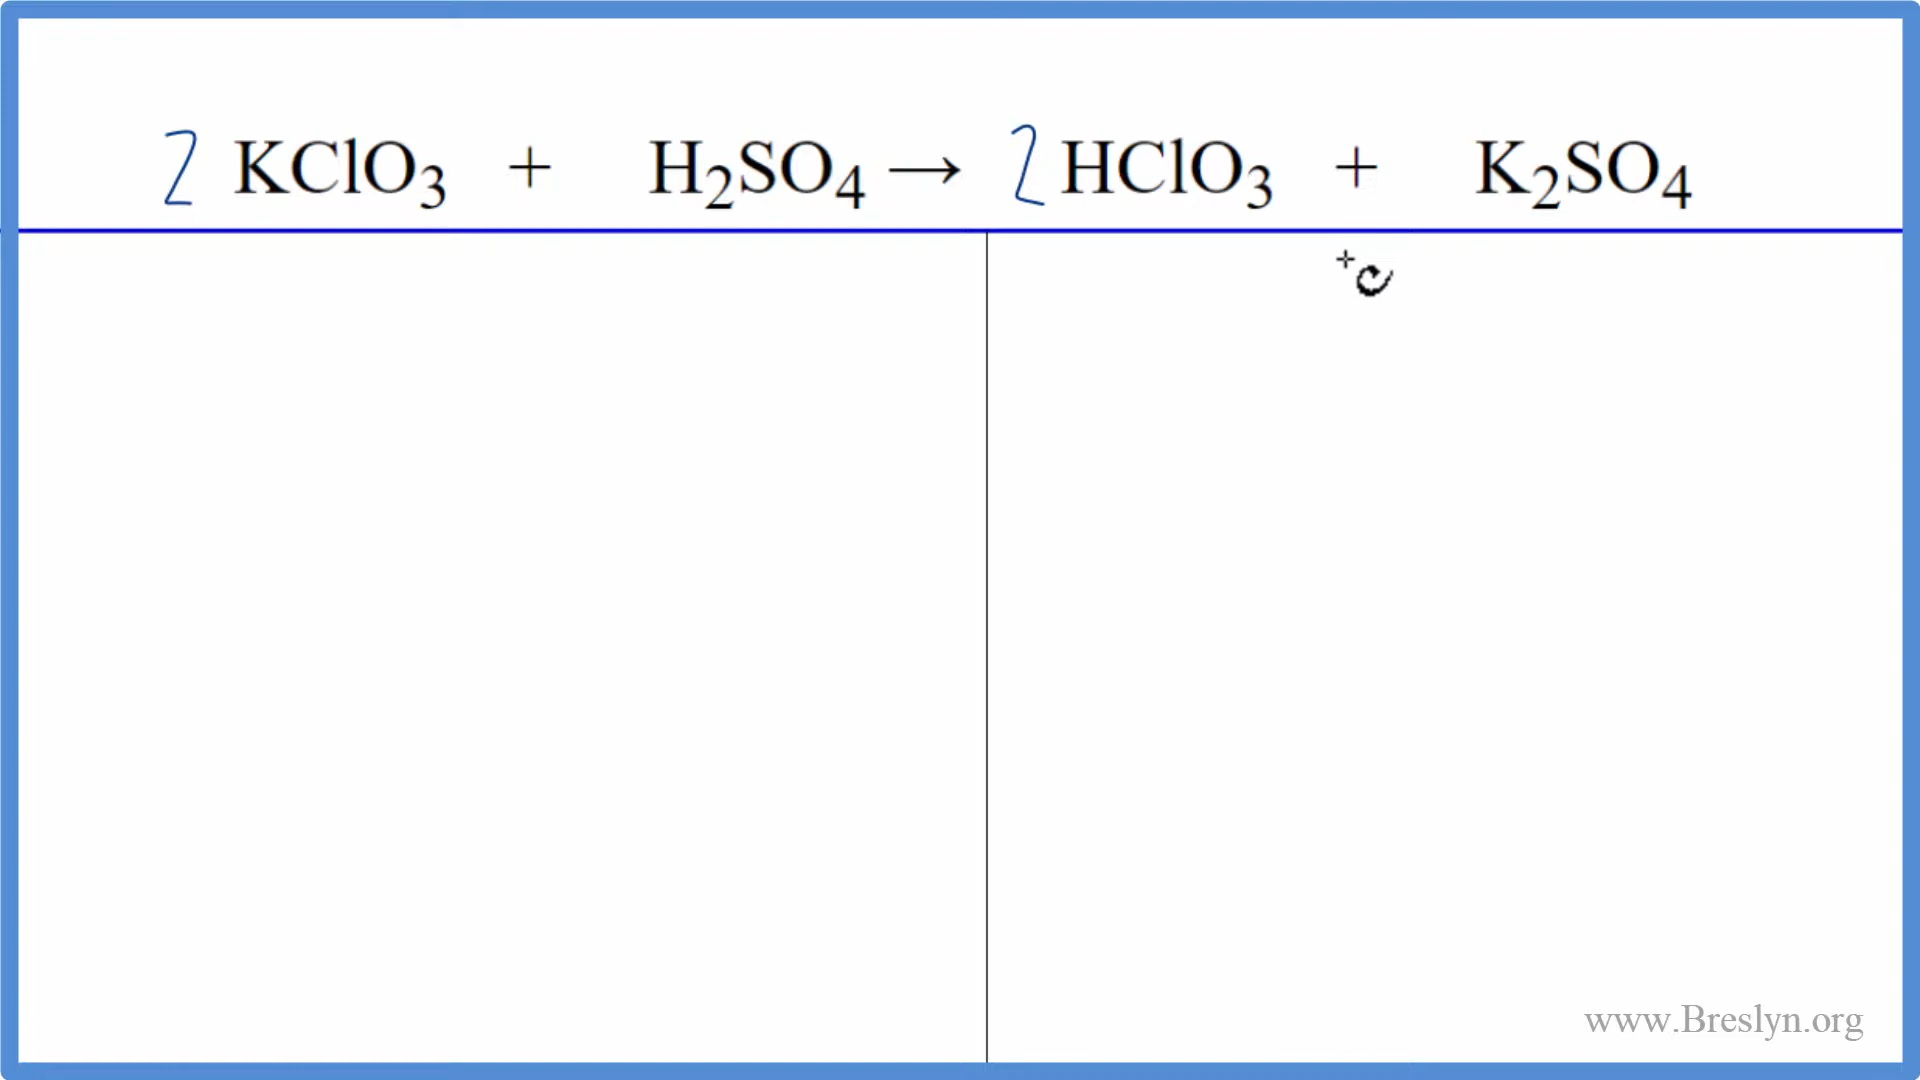 2 KClO₃ + H₂SO₄ → 2 HClO₃ + K₂SO₄
www.Breslyn.org